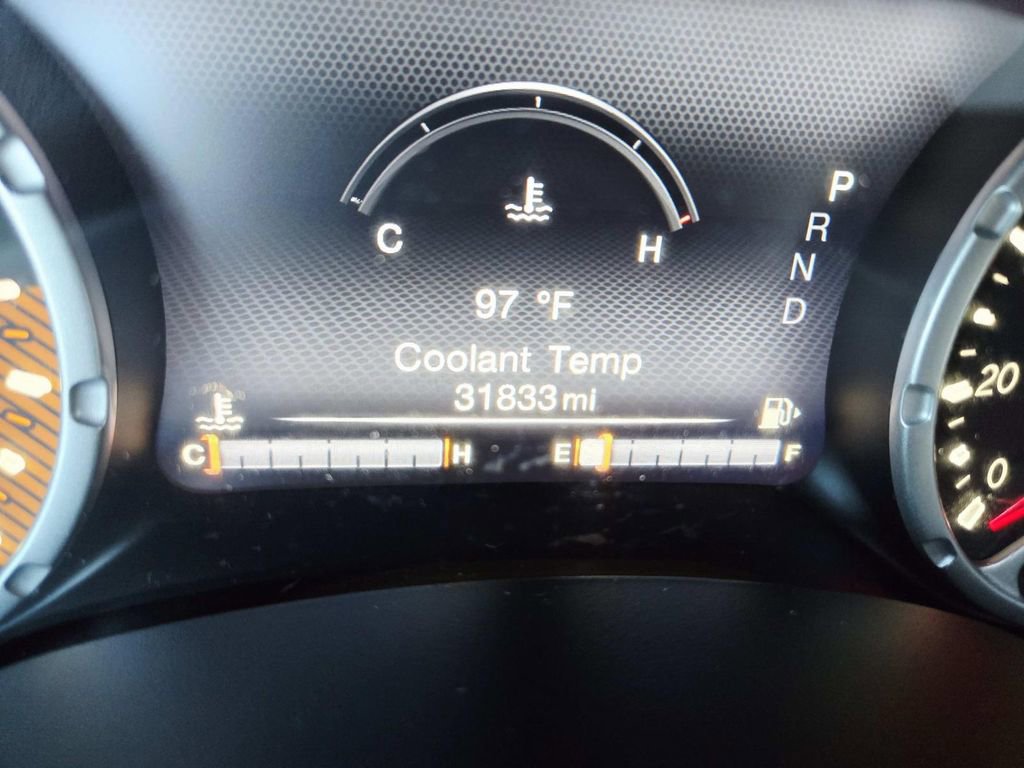 P
R
C H
N
97 °F
D
Coolant Temp
31833 mi
C H E F
20
0